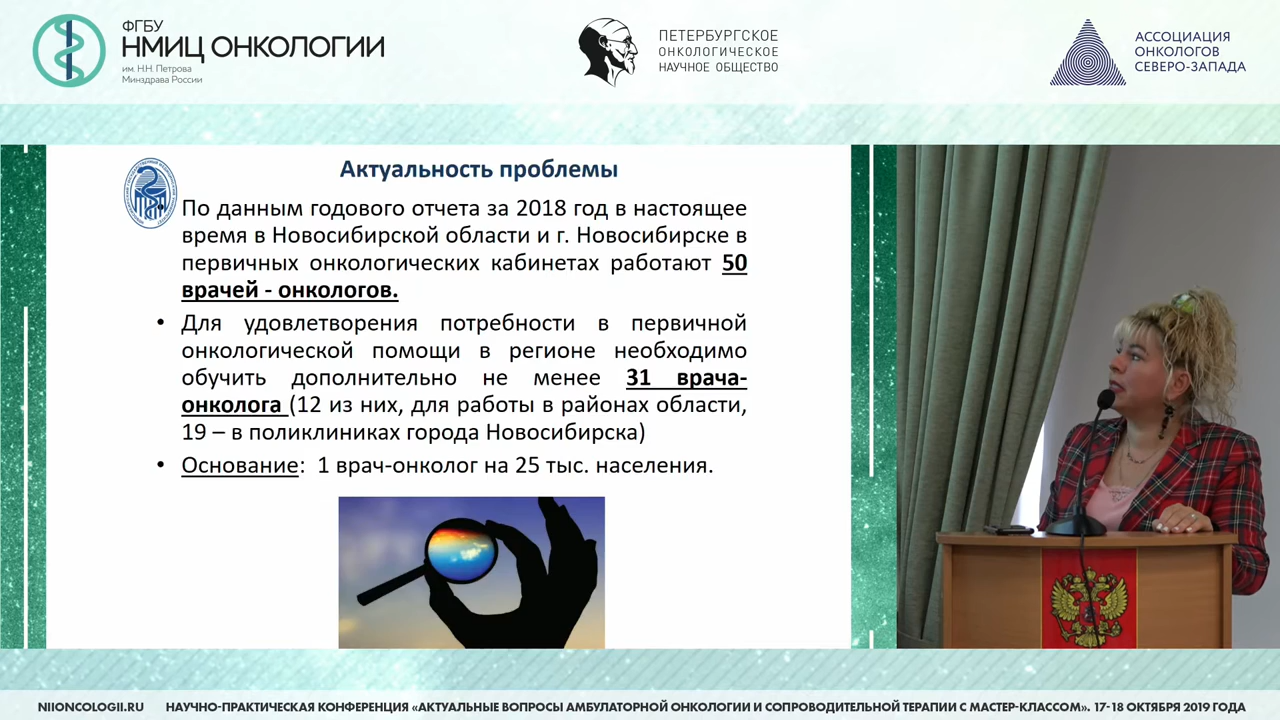 ФГБУ
НМИЦ ОНКОЛОГИИ
им. Н.Н. Петрова
Минздрава России
ПЕТЕРБУРГСКОЕ
ОНКОЛОГИЧЕСКОЕ
НАУЧНОЕ ОБЩЕСТВО
АССОЦИАЦИЯ
ОНКОЛОГОВ
СЕВЕРО-ЗАПАДА
Актуальность проблемы
По данным годового отчета за 2018 год в настоящее
время в Новосибирской области и г. Новосибирске в
первичных онкологических кабинетах работают 50
врачей - онкологов.
• Для удовлетворения потребности в первичной
онкологической помощи в регионе необходимо
обучить дополнительно не менее 31 врача-
онколога (12 из них, для работы в районах области,
19 – в поликлиниках города Новосибирска)
• Основание: 1 врач-онколог на 25 тыс. населения.
NIIONCOLOGII.RU НАУЧНО-ПРАКТИЧЕСКАЯ КОНФЕРЕНЦИЯ «АКТУАЛЬНЫЕ ВОПРОСЫ АМБУЛАТОРНОЙ ОНКОЛОГИИ И СОПРОВОДИТЕЛЬНОЙ ТЕРАПИИ С МАСТЕР-КЛАССОМ». 17-18 ОКТЯБРЯ 2019 ГОДА